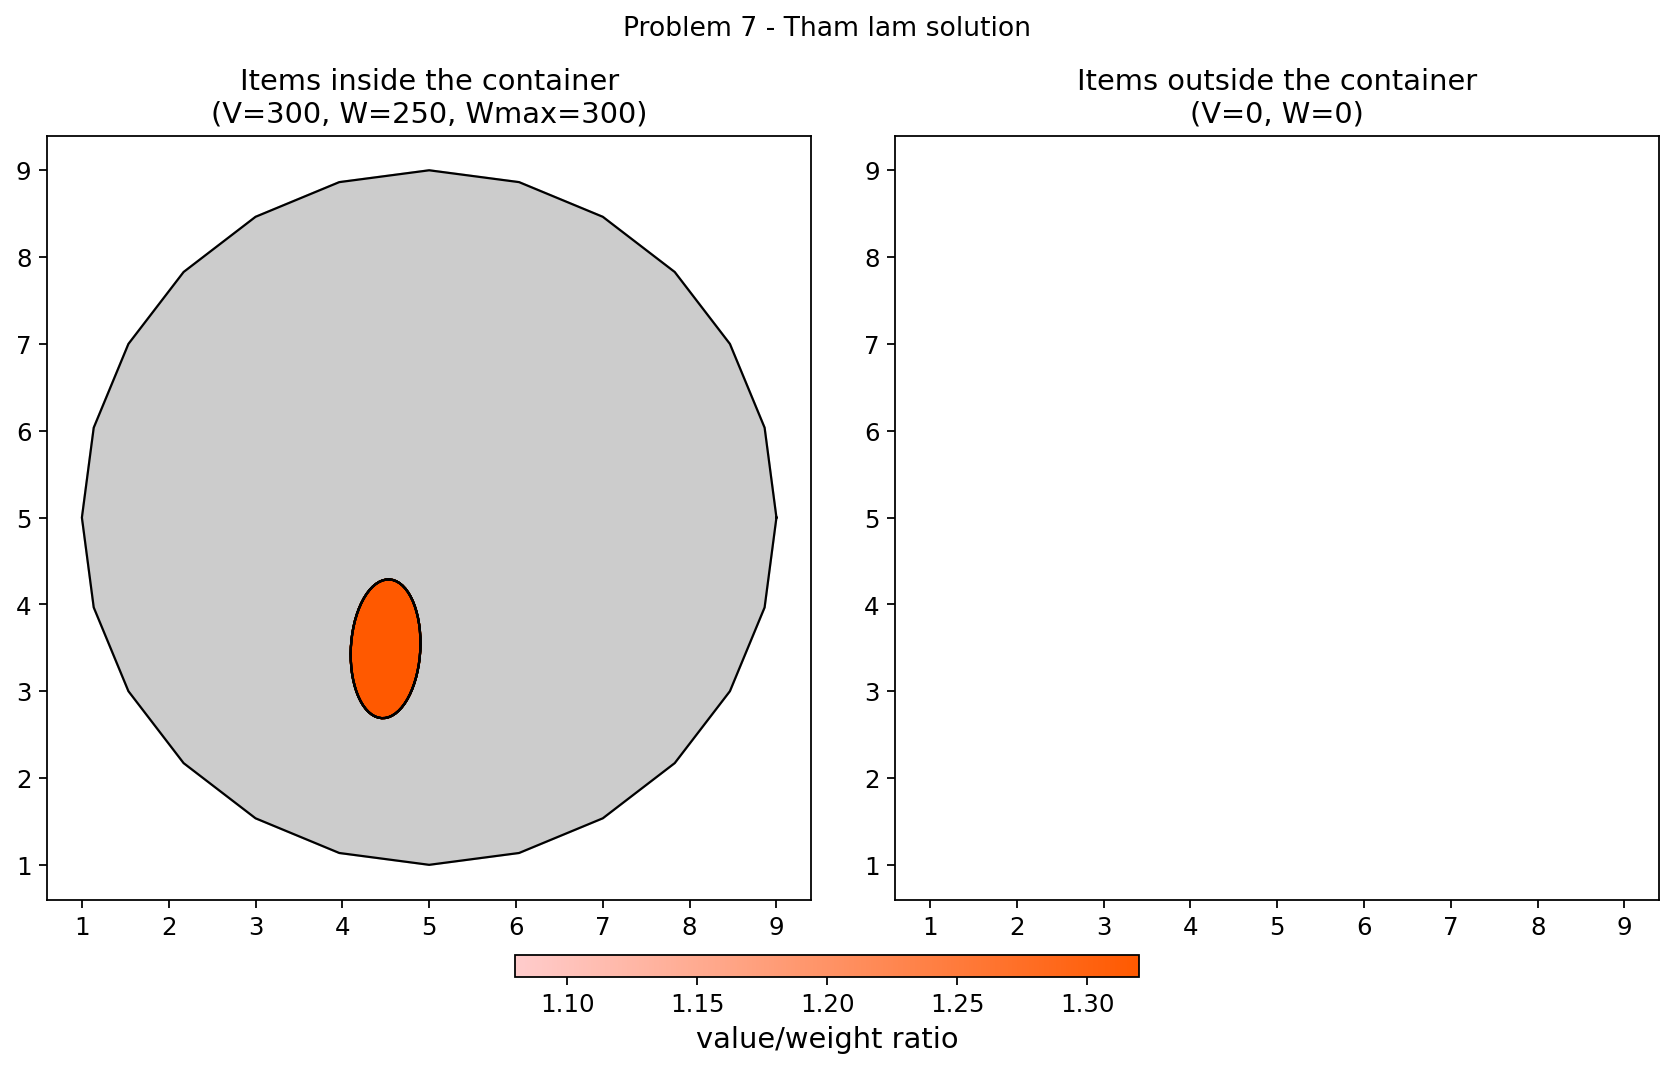 Problem 7 - Tham lam solution
Items inside the container
(V=300, W=250, Wmax=300)
Items outside the container
(V=0, W=0)
9
8
7
6
5
4
3
2
1
1 2 3 4 5 6 7 8 9
9
8
7
6
5
4
3
2
1
1 2 3 4 5 6 7 8 9
1.10 1.15 1.20 1.25 1.30
value/weight ratio